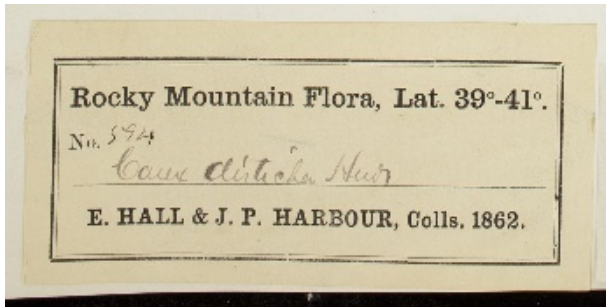 Rocky Mountain Flora, Lat. 39°-41°.
No. 594
Carex disticha Huds
E. HALL & J. P. HARBOUR, Colls. 1862.